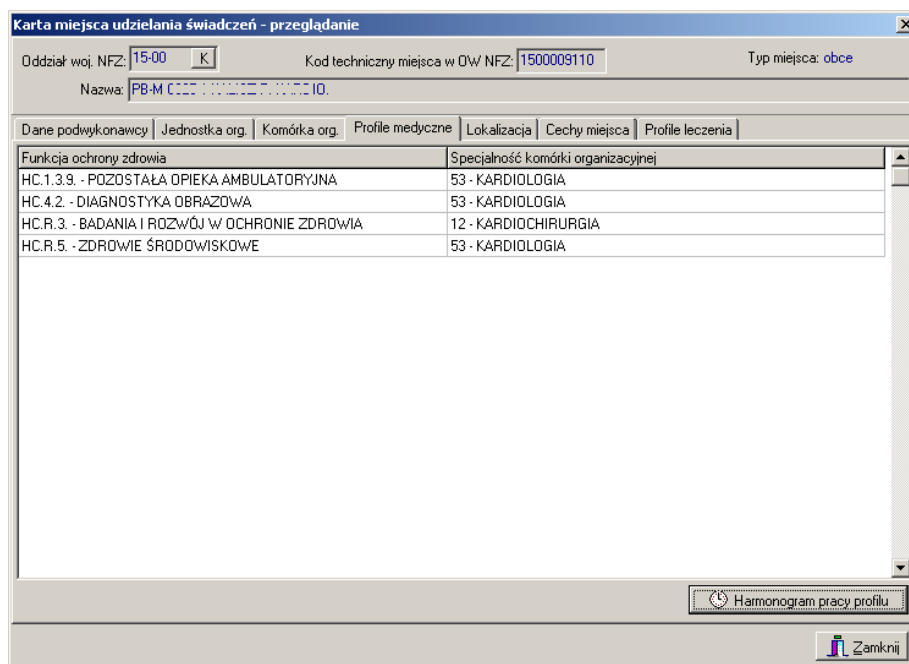 Karta miejsca udzielania świadczeń - przeglądanie
Oddział woj. NFZ: 15-00 K Kod techniczny miejsca w OW NFZ: 1500009110 Typ miejsca: obce
Nazwa: PB-M
Dane podwykonawcy Jednostka org. Komórka org. Profile medyczne Lokalizacja Cechy miejsca Profile leczenia
Funkcja ochrony zdrowia Specjalność komórki organizacyjnej
HC.1.3.9. - POZOSTAŁA OPIEKA AMBULATORYJNA 53 - KARDIOLOGIA
HC.4.2. - DIAGNOSTYKA OBRAZOWA 53 - KARDIOLOGIA
HC.R.3. - BADANIA I ROZWÓJ W OCHRONIE ZDROWIA 12 - KARDIOCHIRURGIA
HC.R.5. - ZDROWIE ŚRODOWISKOWE 53 - KARDIOLOGIA
Harmonogram pracy profilu
Zamknij